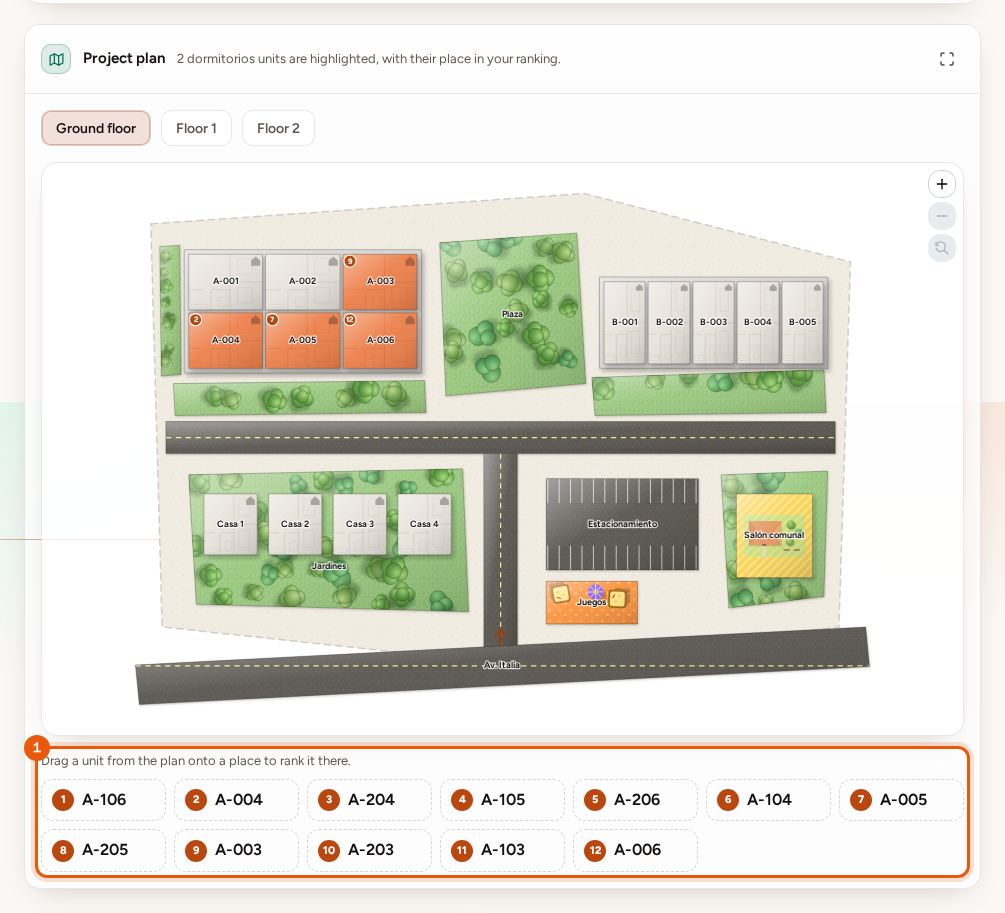 Project plan 2 dormitorios units are highlighted, with their place in your ranking.
Ground floor Floor 1 Floor 2
A-001 A-002 9 A-003
2 A-004 7 A-005 12 A-006
Plaza
B-001 B-002 B-003 B-004 B-005
Casa 1 Casa 2 Casa 3 Casa 4
Jardines
Estacionamiento
Salón comunal
Juegos
Av. Italia
1
Drag a unit from the plan onto a place to rank it there.
1 A-106 2 A-004 3 A-204 4 A-105 5 A-206 6 A-104 7 A-005
8 A-205 9 A-003 10 A-203 11 A-103 12 A-006